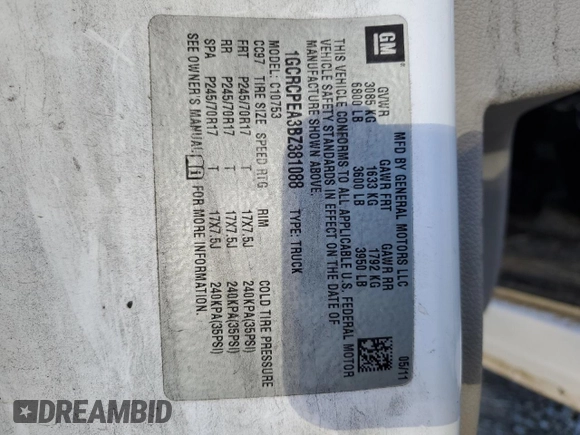 GM
MFD BY GENERAL MOTORS LLC 05/11
GVWR GAWR FRT GAWR RR
3085 KG 1633 KG 1792 KG
6800 LB 3600 LB 3950 LB
THIS VEHICLE CONFORMS TO ALL APPLICABLE U.S. FEDERAL MOTOR
VEHICLE SAFETY STANDARDS IN EFFECT ON THE DATE OF
MANUFACTURE SHOWN ABOVE.
1GCRCPEA3BZ381088 TYPE: TRUCK
MODEL: C10753
CC97 TIRE SIZE SPEED RTG RIM COLD TIRE PRESSURE
FRT P245/70R17 T 17X7.5J 240KPA(35PSI)
RR P245/70R17 T 17X7.5J 240KPA(35PSI)
SPA P245/70R17 T 17X7.5J 240KPA(35PSI)
SEE OWNER'S MANUAL FOR MORE INFORMATION.
DREAMBID